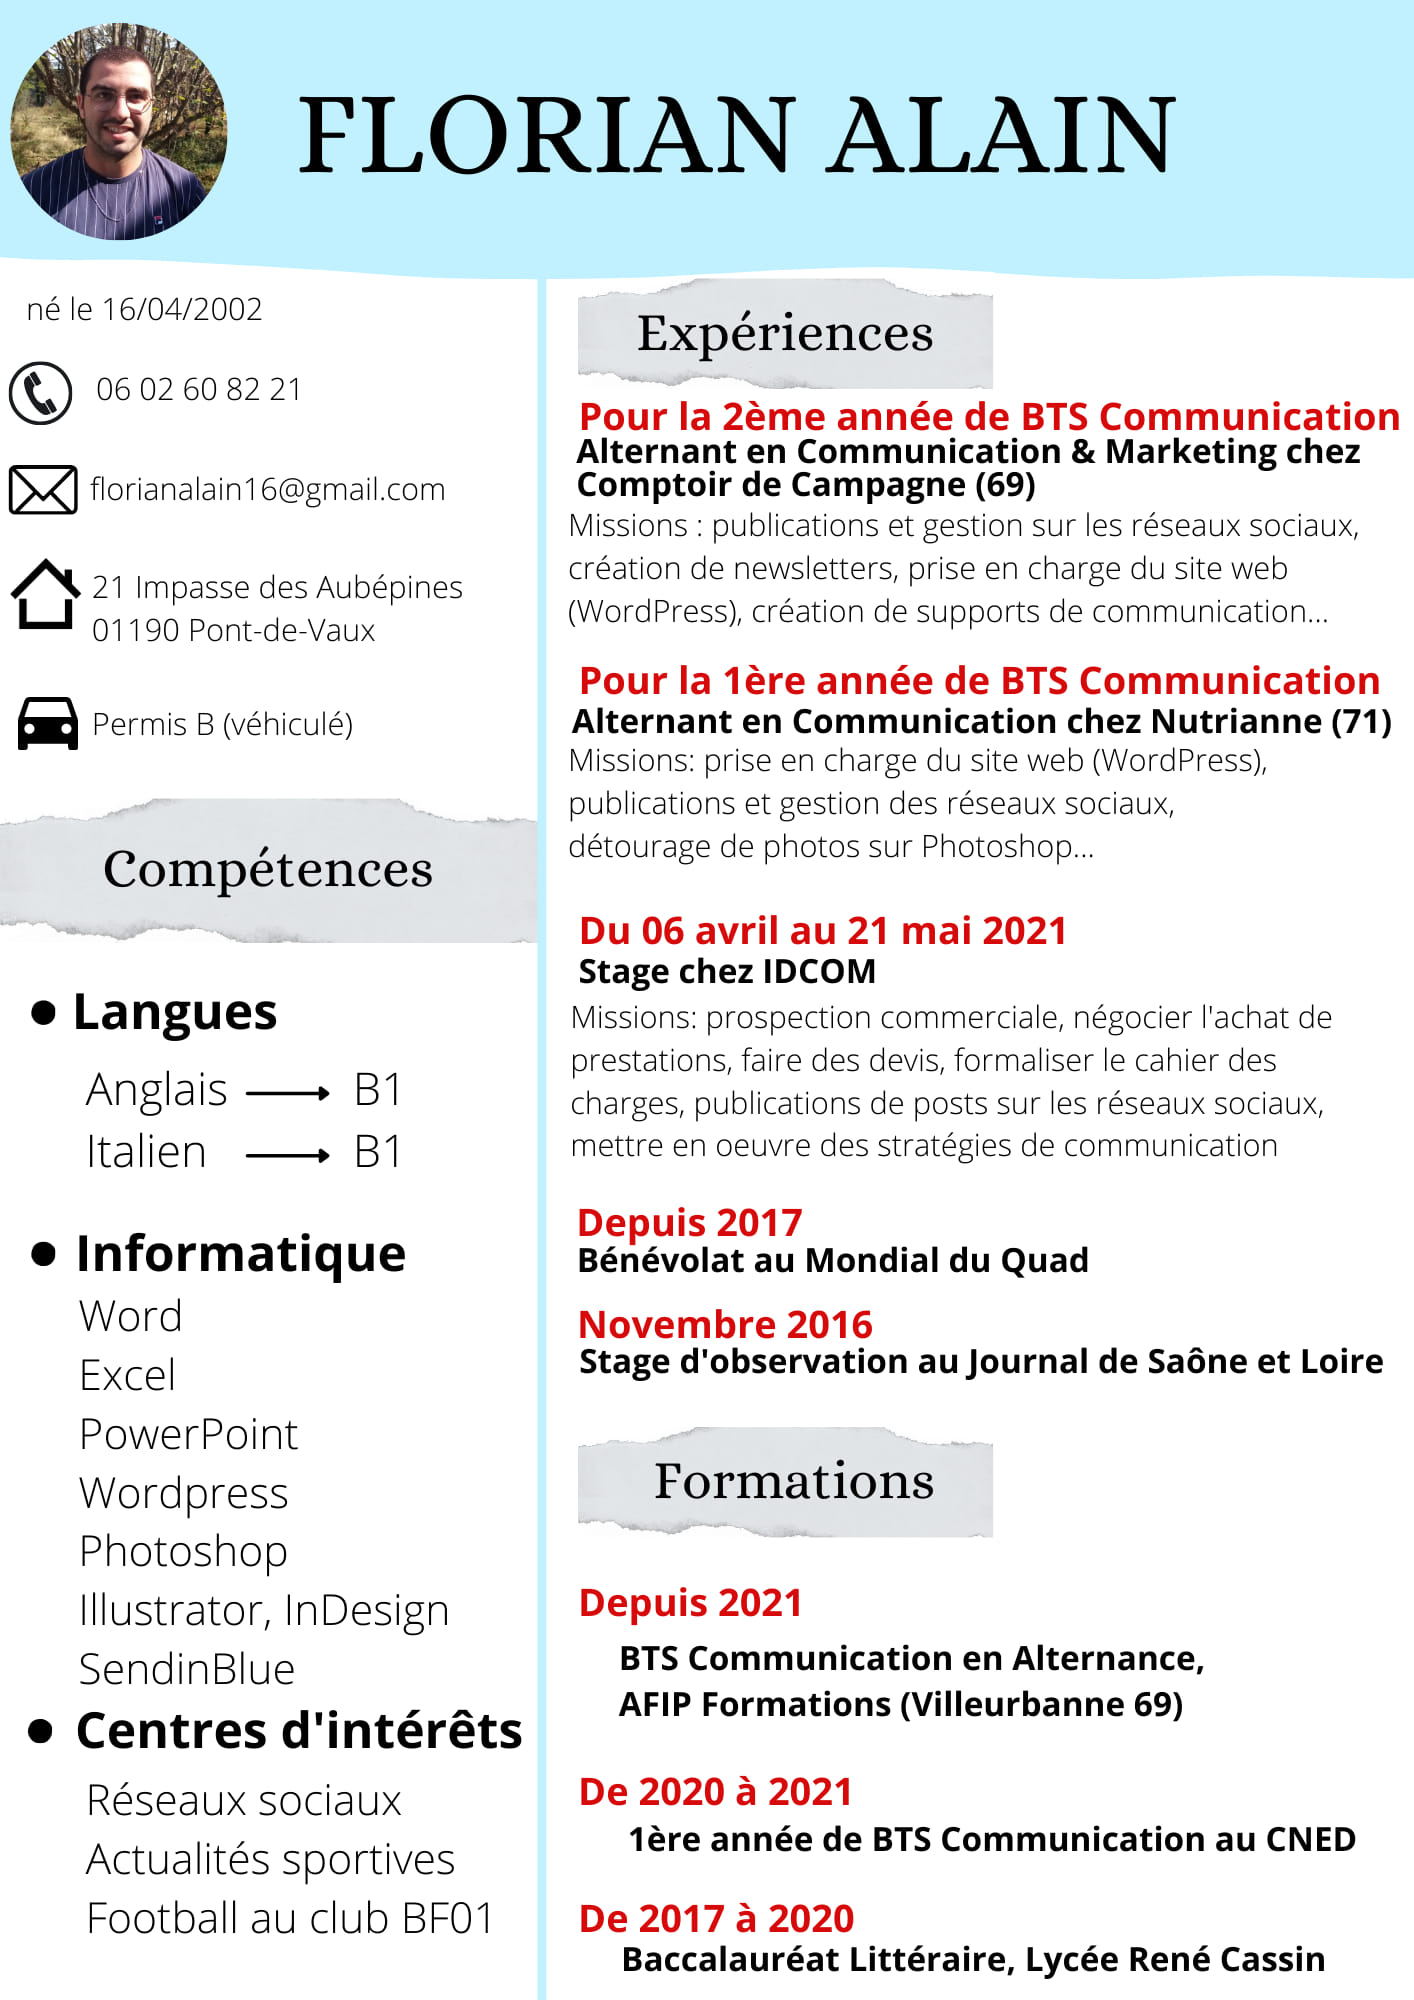 FLORIAN ALAIN
né le 16/04/2002
06 02 60 82 21
florianalain16@gmail.com
21 Impasse des Aubépines
01190 Pont-de-Vaux
Permis B (véhiculé)
Compétences
• Langues
Anglais → B1
Italien → B1
• Informatique
Word
Excel
PowerPoint
Wordpress
Photoshop
Illustrator, InDesign
SendinBlue
• Centres d'intérêts
Réseaux sociaux
Actualités sportives
Football au club BF01
Expériences
Pour la 2ème année de BTS Communication
Alternant en Communication & Marketing chez
Comptoir de Campagne (69)
Missions : publications et gestion sur les réseaux sociaux,
création de newsletters, prise en charge du site web
(WordPress), création de supports de communication...
Pour la 1ère année de BTS Communication
Alternant en Communication chez Nutrianne (71)
Missions: prise en charge du site web (WordPress),
publications et gestion des réseaux sociaux,
détourage de photos sur Photoshop...
Du 06 avril au 21 mai 2021
Stage chez IDCOM
Missions: prospection commerciale, négocier l'achat de
prestations, faire des devis, formaliser le cahier des
charges, publications de posts sur les réseaux sociaux,
mettre en oeuvre des stratégies de communication
Depuis 2017
Bénévolat au Mondial du Quad
Novembre 2016
Stage d'observation au Journal de Saône et Loire
Formations
Depuis 2021
BTS Communication en Alternance,
AFIP Formations (Villeurbanne 69)
De 2020 à 2021
1ère année de BTS Communication au CNED
De 2017 à 2020
Baccalauréat Littéraire, Lycée René Cassin